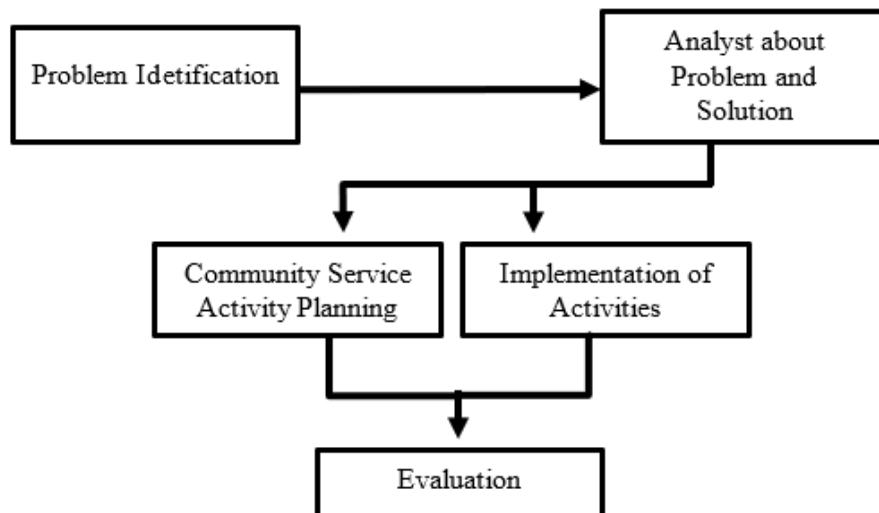 Problem Idetification
Analyst about
Problem and
Solution
Community Service
Activity Planning
Implementation of
Activities
Evaluation